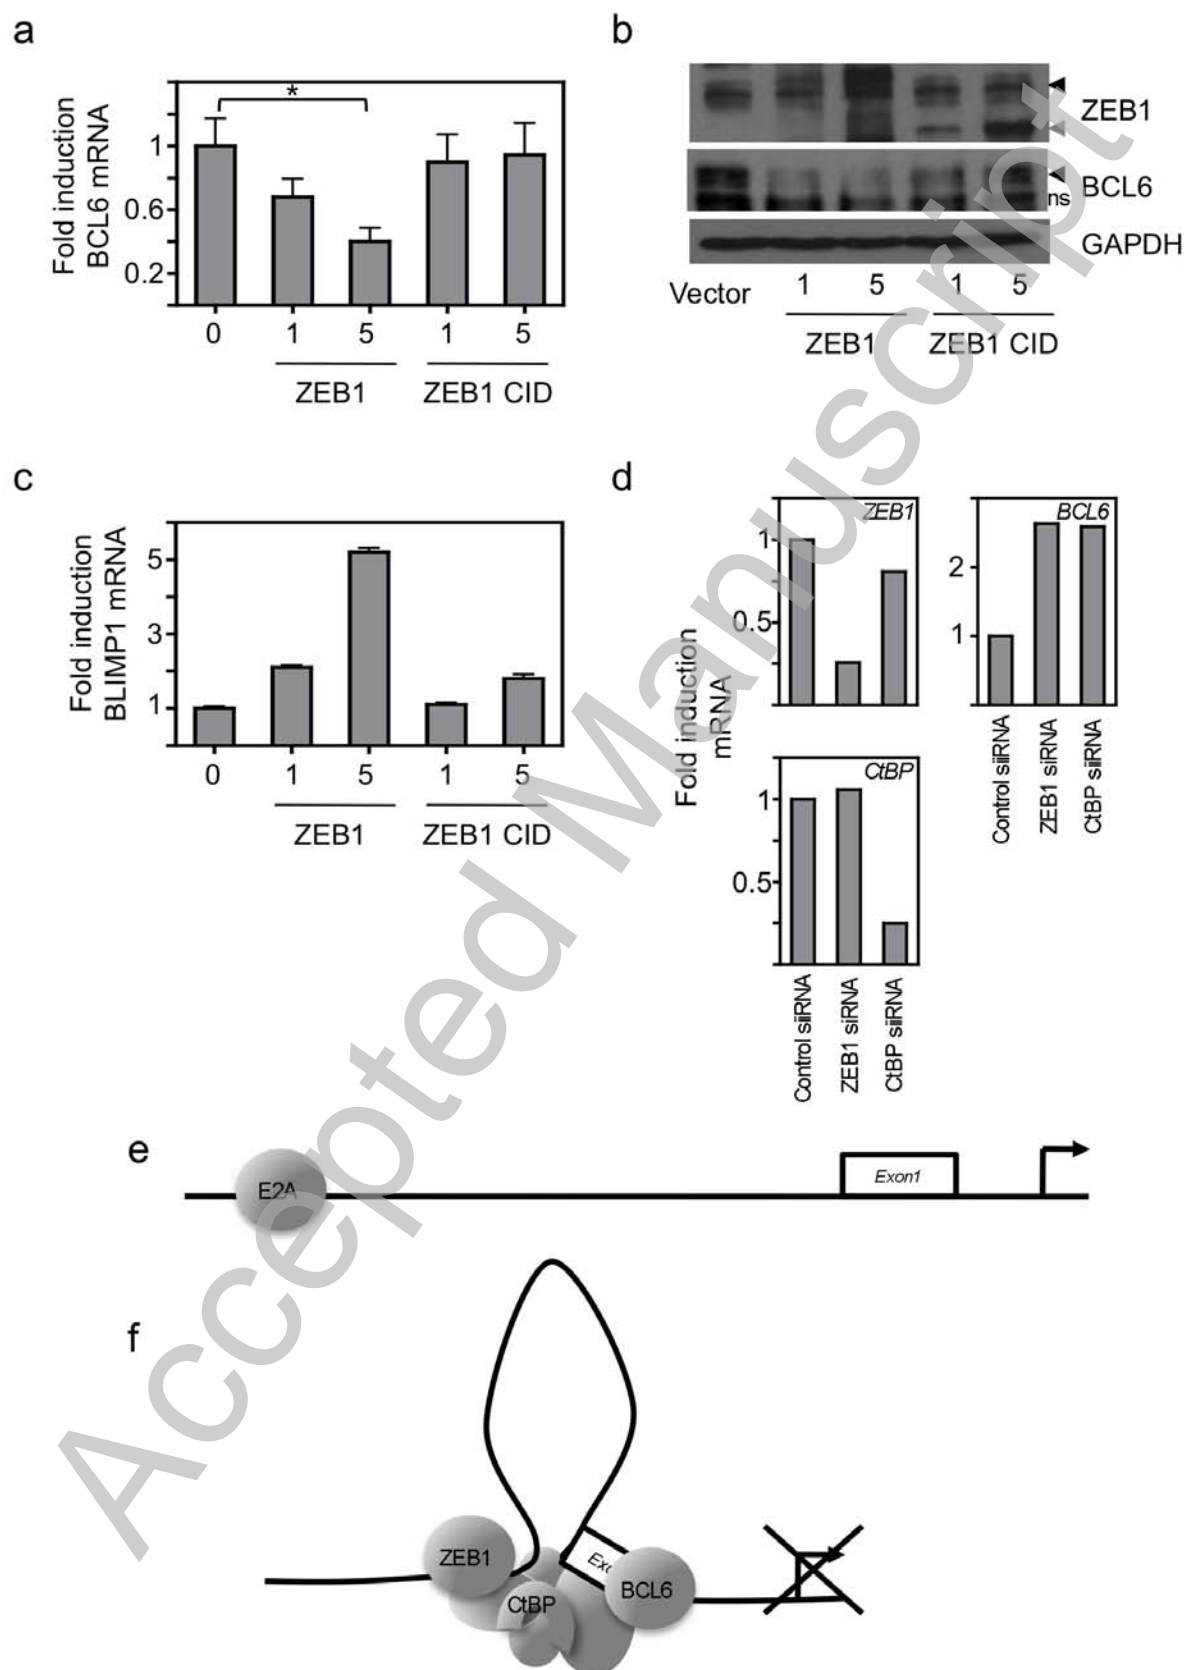 a
Fold induction
BCL6 mRNA
1
0.6
0.2
*
0 1 5 1 5
ZEB1 ZEB1 CID
b
ZEB1
BCL6
ns
GAPDH
Vector 1 5 1 5
ZEB1 ZEB1 CID
c
Fold induction
BLIMP1 mRNA
5
3
1
0 1 5 1 5
ZEB1 ZEB1 CID
d
Fold induction
mRNA
ZEB1
1
0.5
BCL6
2
1
Control siRNA
ZEB1 siRNA
CtBP siRNA
CtBP
1
0.5
Control siRNA
ZEB1 siRNA
CtBP siRNA
e
E2A
Exon1
f
ZEB1
CtBP
Exo
BCL6
Accepted Manuscript